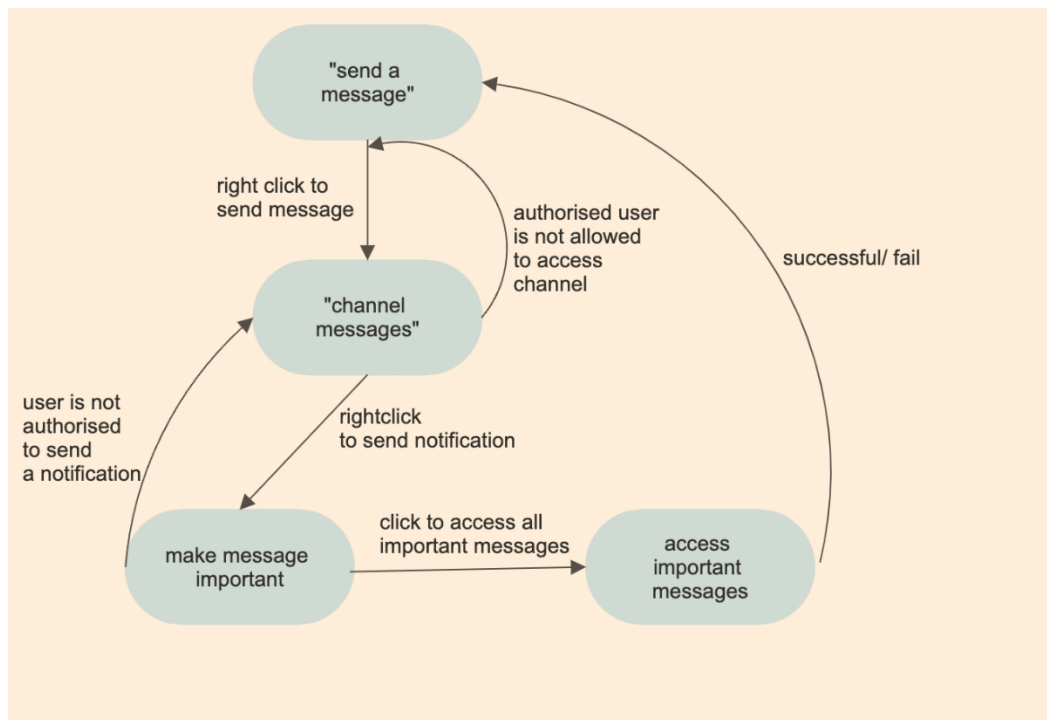 "send a
message"
right click to
send message
authorised user
is not allowed
to access
channel
successful/ fail
"channel
messages"
user is not
authorised
to send
a notification
rightclick
to send notification
click to access all
important messages
make message
important
access
important
messages